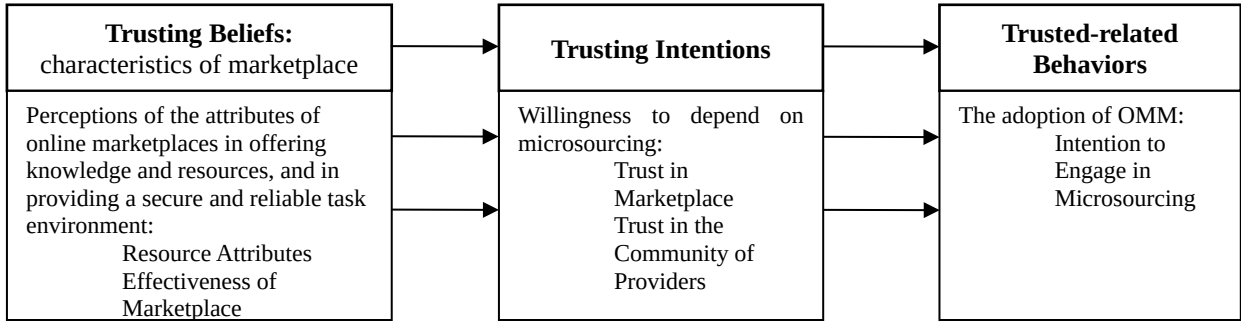 Trusting Beliefs:
characteristics of marketplace
Perceptions of the attributes of
online marketplaces in offering
knowledge and resources, and in
providing a secure and reliable task
environment:
Resource Attributes
Effectiveness of
Marketplace
Trusting Intentions
Willingness to depend on
microsourcing:
Trust in
Marketplace
Trust in the
Community of
Providers
Trusted-related
Behaviors
The adoption of OMM:
Intention to
Engage in
Microsourcing